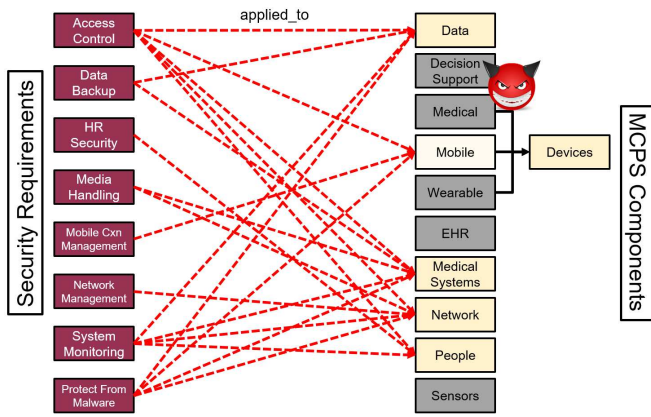 applied_to
Security Requirements
Access
Control
Data
Backup
HR
Security
Media
Handling
Mobile Cxn
Management
Network
Management
System
Monitoring
Protect From
Malware
Data
Decision
Support
Medical
Mobile
Wearable
EHR
Medical
Systems
Network
People
Sensors
Devices
MCPS Components